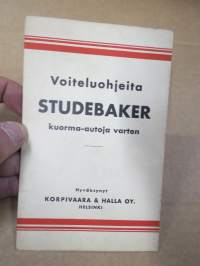 Voiteluohjeita
STUDEBAKER
kuorma-autoja varten
Hyväksynyt
KORPIVAARA & HALLA OY.
HELSINKI